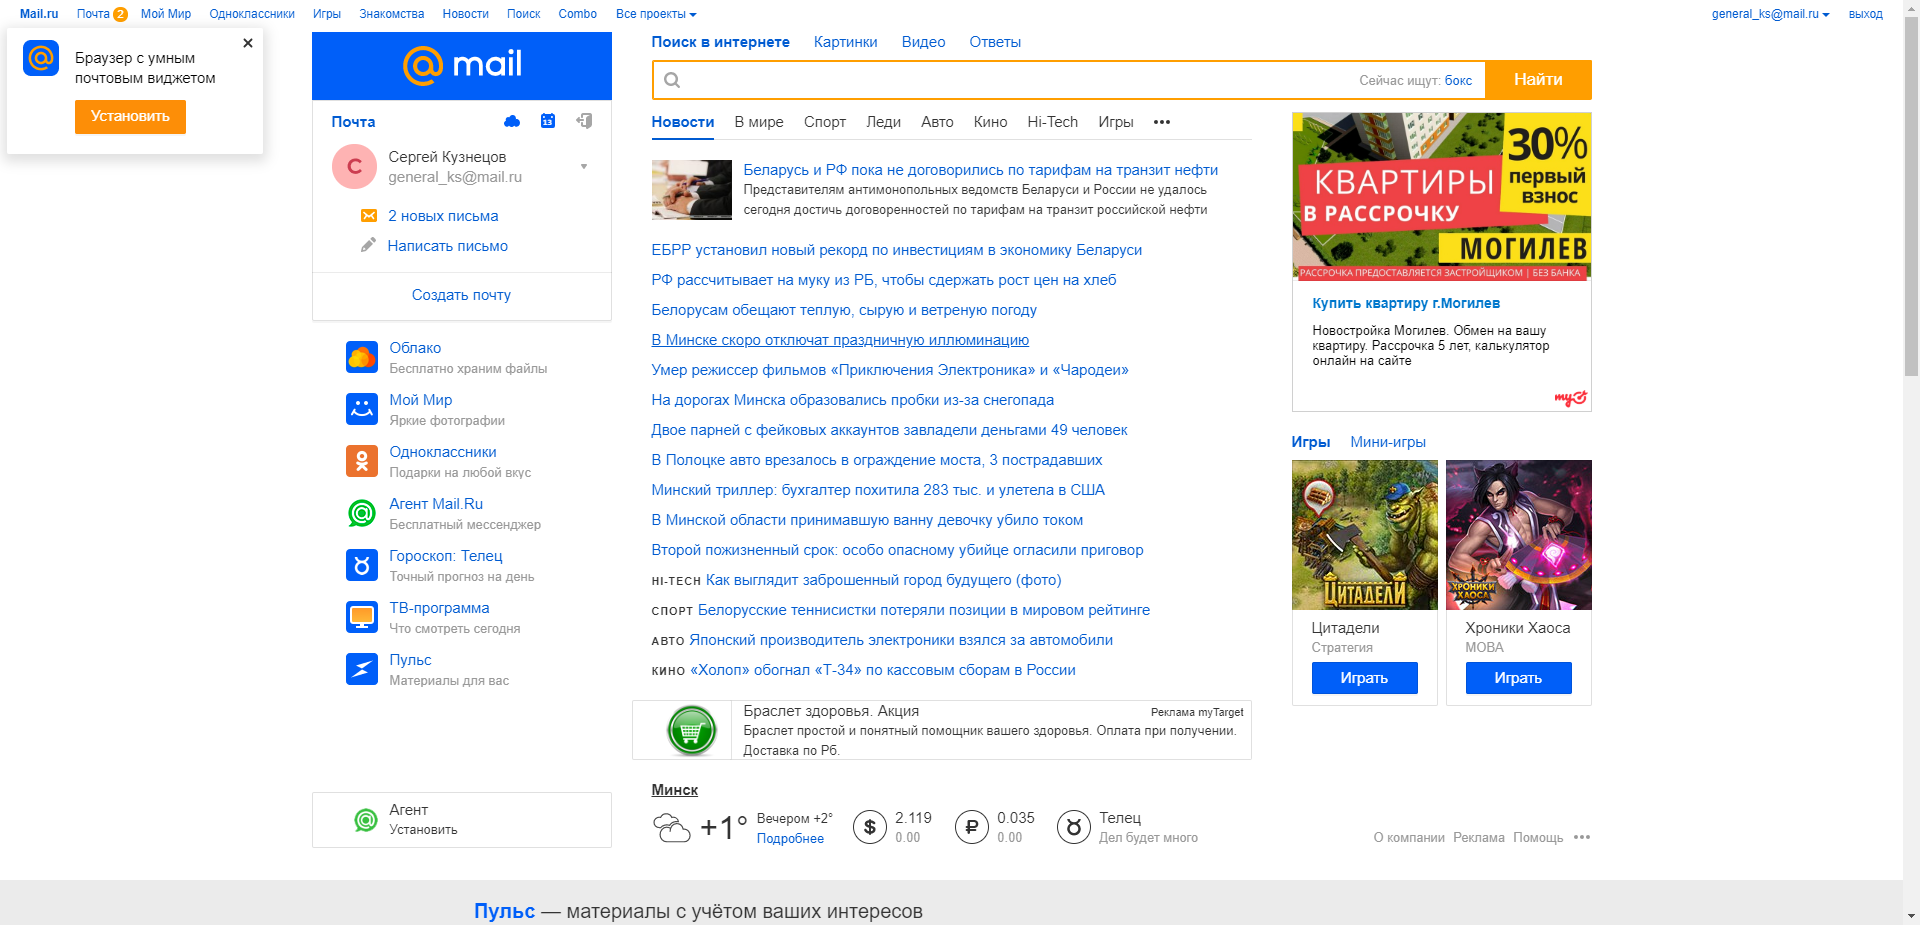 Mail.ru Почта 2 Мой Мир Одноклассники Игры Знакомства Новости Поиск Combo Все проекты general_ks@mail.ru выход
Браузер с умным
почтовым виджетом
Установить
mail
Почта 13
С
Сергей Кузнецов
general_ks@mail.ru
2 новых письма
Написать письмо
Создать почту
Облако
Бесплатно храним файлы
Мой Мир
Яркие фотографии
Одноклассники
Подарки на любой вкус
Агент Mail.Ru
Бесплатный мессенджер
Гороскоп: Телец
Точный прогноз на день
ТВ-программа
Что смотреть сегодня
Пульс
Материалы для вас
Агент
Установить
Поиск в интернете Картинки Видео Ответы
Сейчас ищут: бокс Найти
Новости В мире Спорт Леди Авто Кино Hi-Tech Игры
Беларусь и РФ пока не договорились по тарифам на транзит нефти
Представителям антимонопольных ведомств Беларуси и России не удалось
сегодня достичь договоренностей по тарифам на транзит российской нефти
ЕБРР установил новый рекорд по инвестициям в экономику Беларуси
РФ рассчитывает на муку из РБ, чтобы сдержать рост цен на хлеб
Белорусам обещают теплую, сырую и ветреную погоду
В Минске скоро отключат праздничную иллюминацию
Умер режиссер фильмов «Приключения Электроника» и «Чародеи»
На дорогах Минска образовались пробки из-за снегопада
Двое парней с фейковых аккаунтов завладели деньгами 49 человек
В Полоцке авто врезалось в ограждение моста, 3 пострадавших
Минский триллер: бухгалтер похитила 283 тыс. и улетела в США
В Минской области принимавшую ванну девочку убило током
Второй пожизненный срок: особо опасному убийце огласили приговор
HI-TECH Как выглядит заброшенный город будущего (фото)
СПОРТ Белорусские теннисистки потеряли позиции в мировом рейтинге
АВТО Японский производитель электроники взялся за автомобили
КИНО «Холоп» обогнал «Т-34» по кассовым сборам в России
Браслет здоровья. Акция Реклама myTarget
Браслет простой и понятный помощник вашего здоровья. Оплата при получении.
Доставка по Рб.
Минск
+1° Вечером +2° $ 2.119 ₽ 0.035 Телец
Подробнее 0.00 0.00 Дел будет много
30%
первый
взнос
КВАРТИРЫ
В РАССРОЧКУ
МОГИЛЕВ
РАССРОЧКА ПРЕДОСТАВЛЯЕТСЯ ЗАСТРОЙЩИКОМ | БЕЗ БАНКА
Купить квартиру г.Могилев
Новостройка Могилев. Обмен на вашу
квартиру. Рассрочка 5 лет, калькулятор
онлайн на сайте
Игры Мини-игры
ЦИТАДЕЛИ ХРОНИКИ
ХАОСА
Цитадели Хроники Хаоса
Стратегия МОВА
Играть Играть
О компании Реклама Помощь
Пульс — материалы с учётом ваших интересов